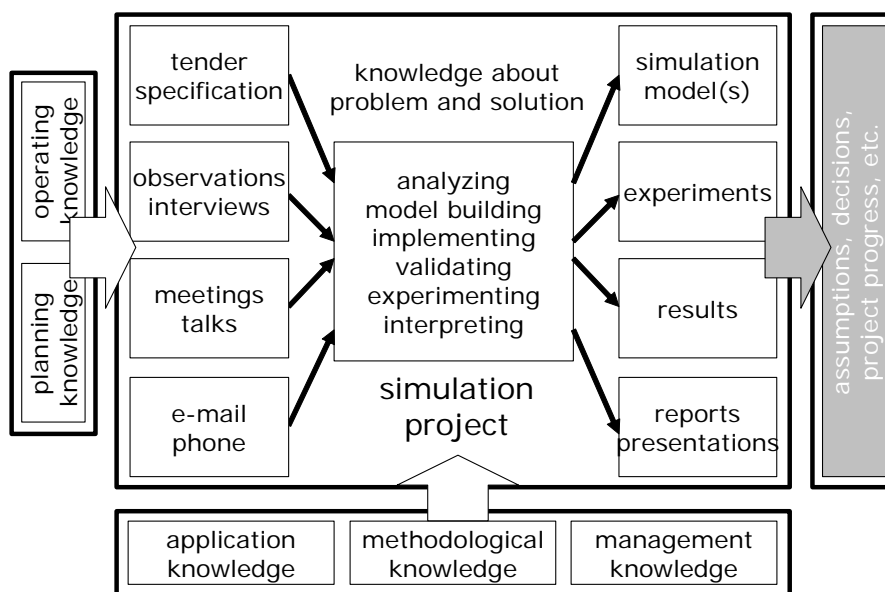 operating
knowledge
planning
knowledge
tender
specification
observations
interviews
meetings
talks
e-mail
phone
knowledge about
problem and solution
analyzing
model building
implementing
validating
experimenting
interpreting
simulation
project
simulation
model(s)
experiments
results
reports
presentations
assumptions, decisions,
project progress, etc.
application
knowledge
methodological
knowledge
management
knowledge